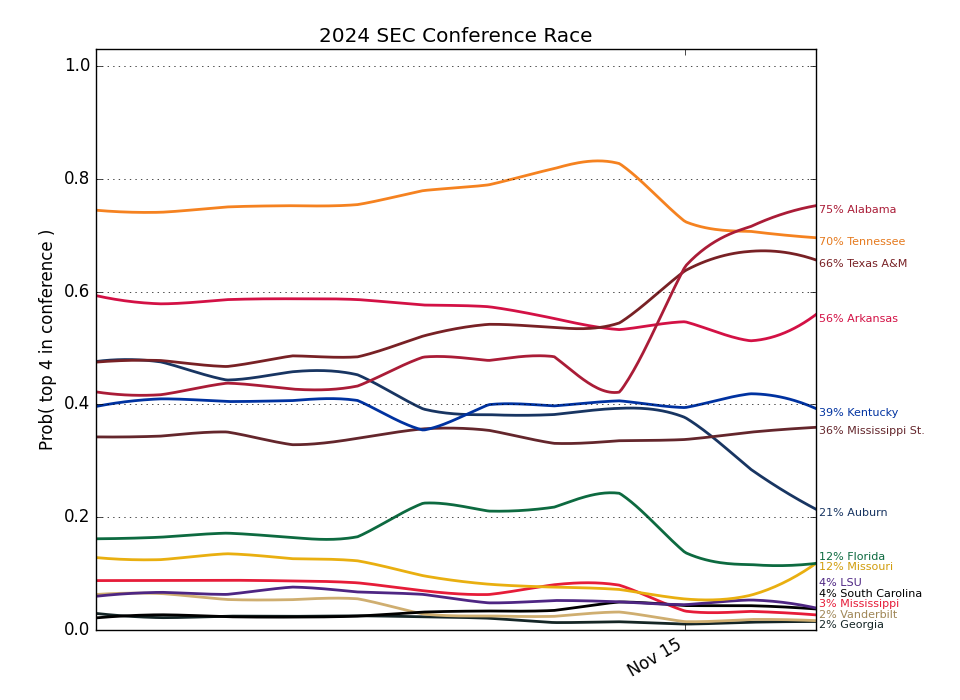 2024 SEC Conference Race
1.0
0.8
0.6
0.4
0.2
0.0
Prob( top 4 in conference )
75% Alabama
70% Tennessee
66% Texas A&M
56% Arkansas
39% Kentucky
36% Mississippi St.
21% Auburn
12% Florida
12% Missouri
4% LSU
4% South Carolina
3% Mississippi
2% Vanderbilt
2% Georgia
Nov 15